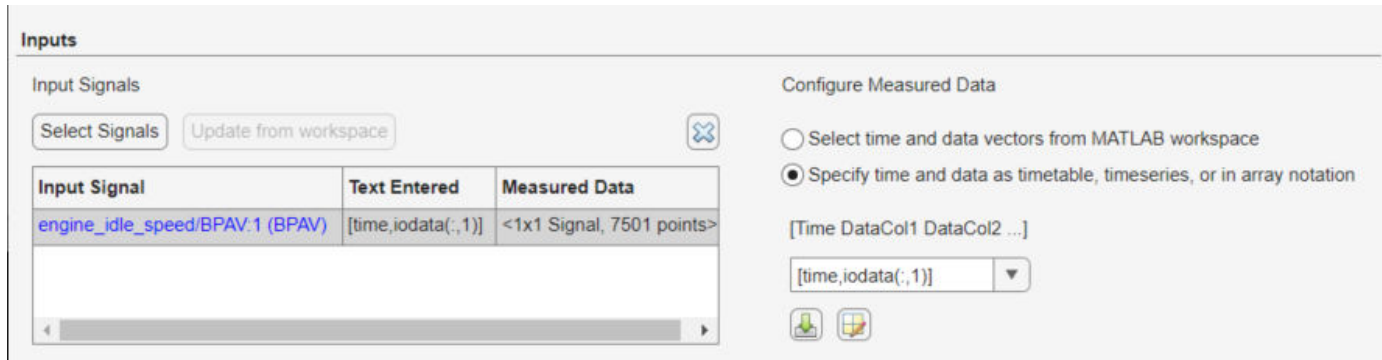 Inputs
Input Signals
Select Signals
Update from workspace
Input Signal Text Entered Measured Data
engine_idle_speed/BPAV:1 (BPAV) [time,iodata(:,1)] <1x1 Signal, 7501 points>
Configure Measured Data
Select time and data vectors from MATLAB workspace
Specify time and data as timetable, timeseries, or in array notation
[Time DataCol1 DataCol2 ...]
[time,iodata(:,1)]